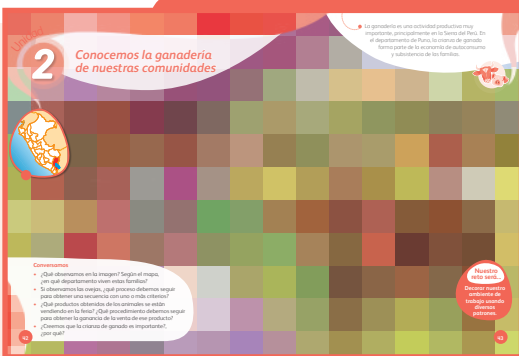 Unidad
2
Conocemos la ganadería
de nuestras comunidades
La ganadería es una actividad productiva muy
importante, principalmente en la Sierra del Perú. En
el departamento de Puno, la crianza de ganado
forma parte de la economía de autoconsumo
y subsistencia de las familias.
Conversamos
¿Qué observamos en la imagen? Según el mapa,
¿en qué departamento viven estas familias?
Si observamos las ovejas, ¿qué proceso debemos seguir
para obtener una secuencia con uno o más criterios?
¿Qué productos obtenidos de los animales se están
vendiendo en la feria? ¿Qué procedimiento debemos seguir
para obtener la ganancia de la venta de ese producto?
¿Creemos que la crianza de ganado es importante?,
¿por qué?
Nuestro
reto será...
Decorar nuestro
ambiente de
trabajo usando
diversos
patrones.
62
63